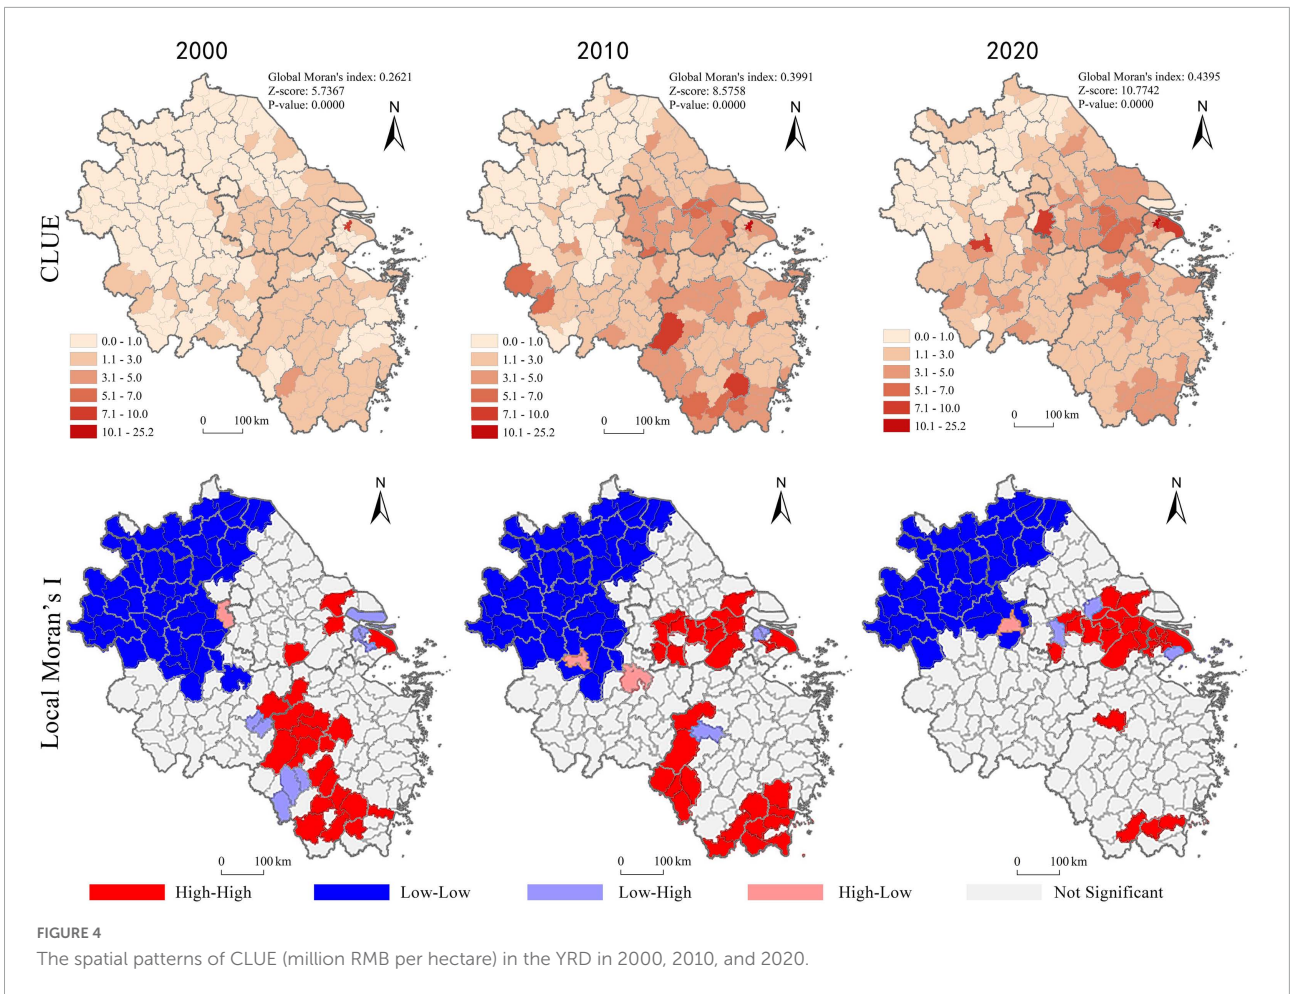 2000
Global Moran's index: 0.2621
Z-score: 5.7367
P-value: 0.0000
N
2010
Global Moran's index: 0.3991
Z-score: 8.5758
P-value: 0.0000
N
2020
Global Moran's index: 0.4395
Z-score: 10.7742
P-value: 0.0000
N
CLUE
0.0 - 1.0
1.1 - 3.0
3.1 - 5.0
5.1 - 7.0
7.1 - 10.0
10.1 - 25.2
0 100 km
0.0 - 1.0
1.1 - 3.0
3.1 - 5.0
5.1 - 7.0
7.1 - 10.0
10.1 - 25.2
0 100 km
0.0 - 1.0
1.1 - 3.0
3.1 - 5.0
5.1 - 7.0
7.1 - 10.0
10.1 - 25.2
0 100 km
Local Moran's I
N
0 100 km
N
0 100 km
N
0 100 km
High-High
Low-Low
Low-High
High-Low
Not Significant
FIGURE 4
The spatial patterns of CLUE (million RMB per hectare) in the YRD in 2000, 2010, and 2020.